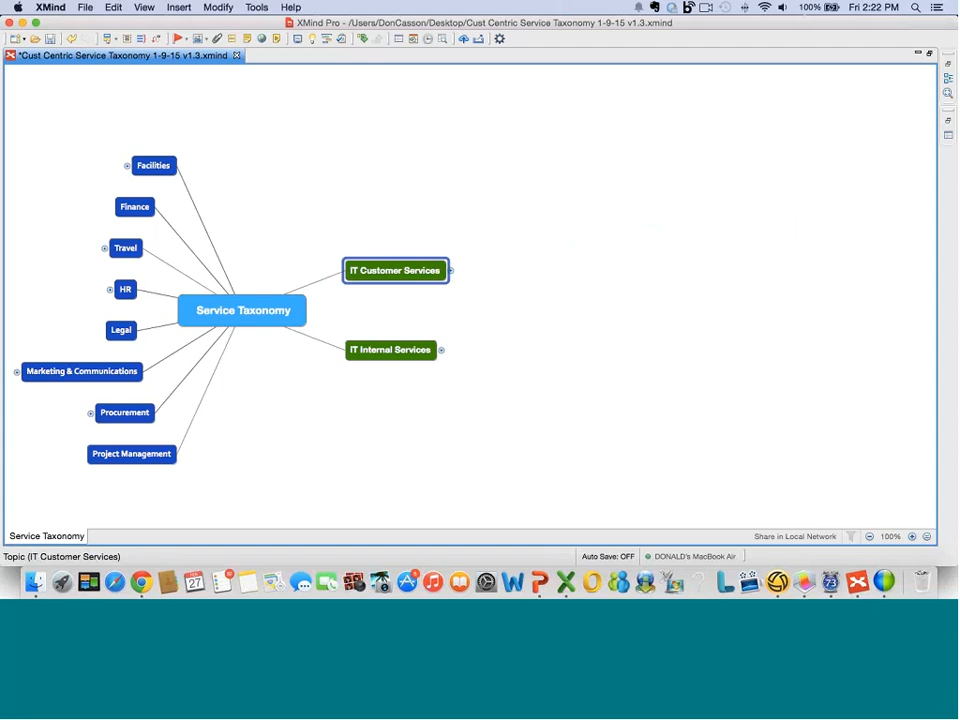 XMind File Edit View Insert Modify Tools Help 100% Fri 2:22 PM
XMind Pro - /Users/DonCasson/Desktop/Cust Centric Service Taxonomy 1-9-15 v1.3.xmind
*Cust Centric Service Taxonomy 1-9-15 v1.3.xmind
Facilities
Finance
Travel
HR
Legal
Marketing & Communications
Procurement
Project Management
Service Taxonomy
IT Customer Services
IT Internal Services
Service Taxonomy
Share in Local Network 100%
Topic (IT Customer Services)
Auto Save: OFF
DONALD's MacBook Air
27
73